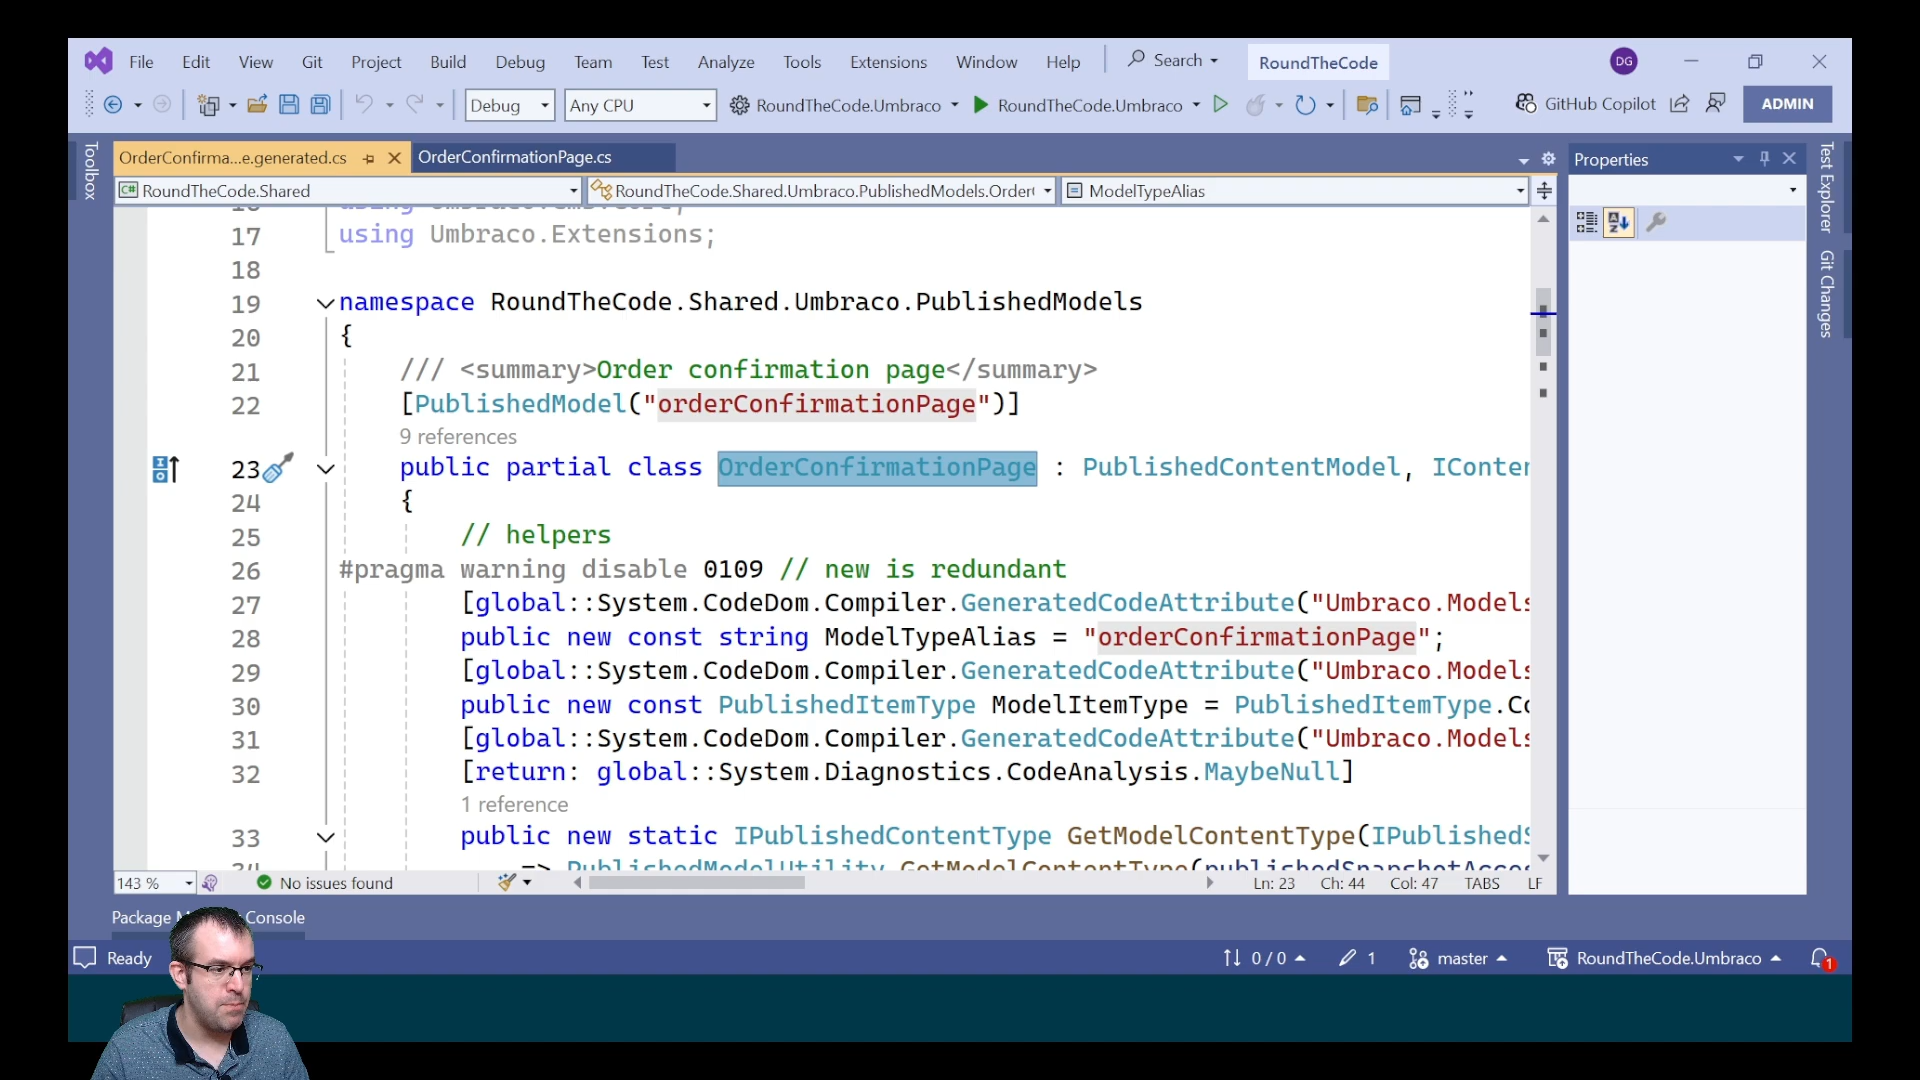 File Edit View Git Project Build Debug Team Test Analyze Tools Extensions Window Help Search RoundTheCode DG
Debug Any CPU RoundTheCode.Umbraco RoundTheCode.Umbraco GitHub Copilot ADMIN
Toolbox
OrderConfirma...e.generated.cs OrderConfirmationPage.cs
RoundTheCode.Shared RoundTheCode.Shared.Umbraco.PublishedModels.Order ModelTypeAlias
17 using Umbraco.Extensions;
18
19 namespace RoundTheCode.Shared.Umbraco.PublishedModels
20 {
21 /// <summary>Order confirmation page</summary>
22 [PublishedModel("orderConfirmationPage")]
9 references
23 public partial class OrderConfirmationPage : PublishedContentModel, IConten
24 {
25 // helpers
26 #pragma warning disable 0109 // new is redundant
27 [global::System.CodeDom.Compiler.GeneratedCodeAttribute("Umbraco.Models
28 public new const string ModelTypeAlias = "orderConfirmationPage";
29 [global::System.CodeDom.Compiler.GeneratedCodeAttribute("Umbraco.Models
30 public new const PublishedItemType ModelItemType = PublishedItemType.Co
31 [global::System.CodeDom.Compiler.GeneratedCodeAttribute("Umbraco.Models
32 [return: global::System.Diagnostics.CodeAnalysis.MaybeNull]
1 reference
33 public new static IPublishedContentType GetModelContentType(IPublishedS
=> PublishedModelUtility.GetModelContentType(publishedSnapshotAcces
143 % No issues found Ln: 23 Ch: 44 Col: 47 TABS LF
Properties
Test Explorer
Git Changes
Package Console
Ready 0 / 0 1 master RoundTheCode.Umbraco 1